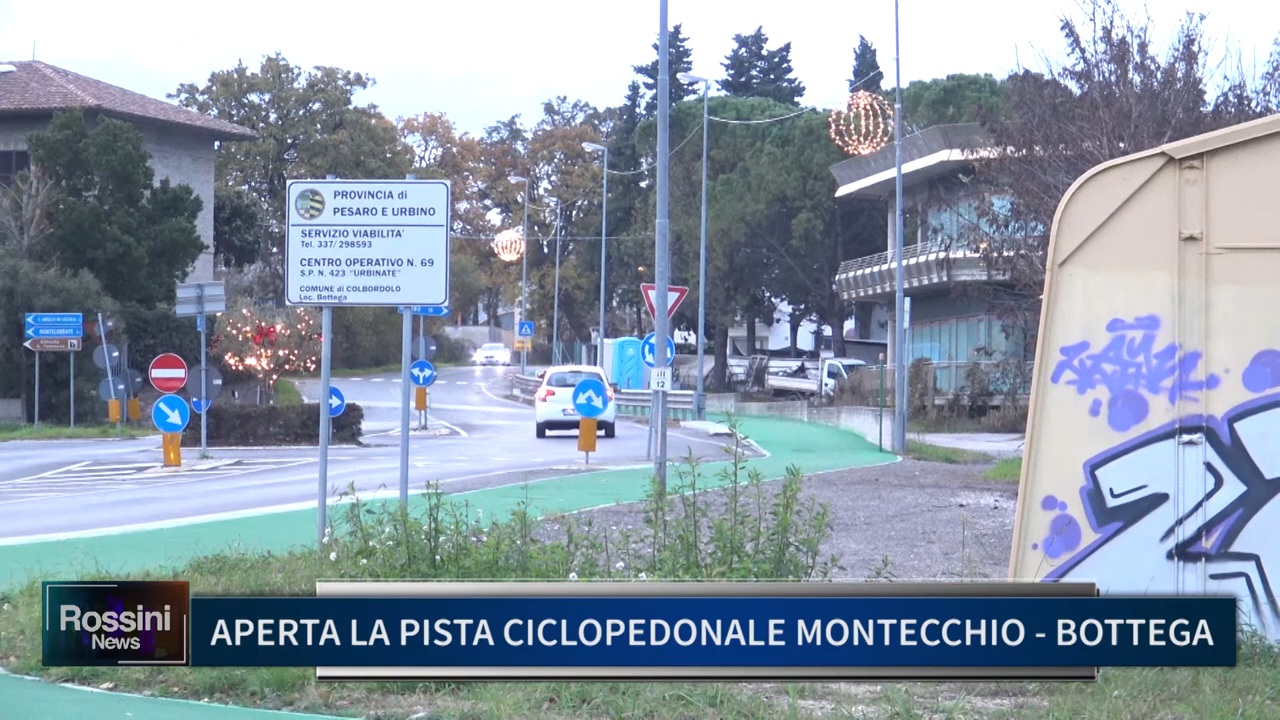 PROVINCIA di
PESARO E URBINO
SERVIZIO VIABILITA'
Tel. 337/ 298593
CENTRO OPERATIVO N. 69
S.P. N. 423 "URBINATE"
COMUNE di COLBORDOLO
Loc. Bottega
12
Rossini
News
APERTA LA PISTA CICLOPEDONALE MONTECCHIO - BOTTEGA